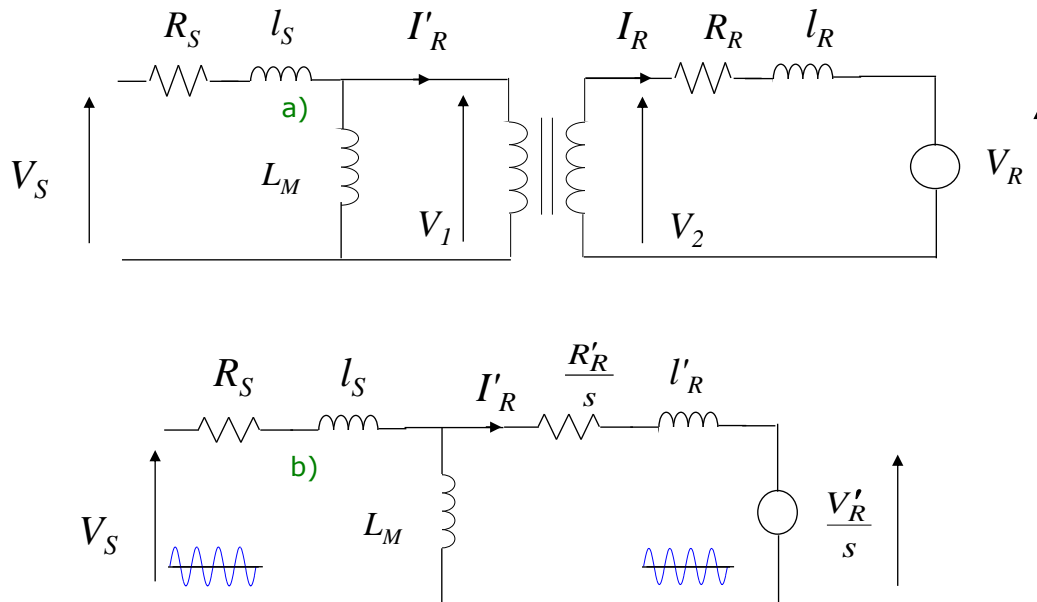 R_S l_S I'_R I_R R_R l_R
a)
V_S L_M V_1 V_2 V_R
R_S l_S I'_R R'_R/s l'_R
b)
V_S L_M V'_R/s